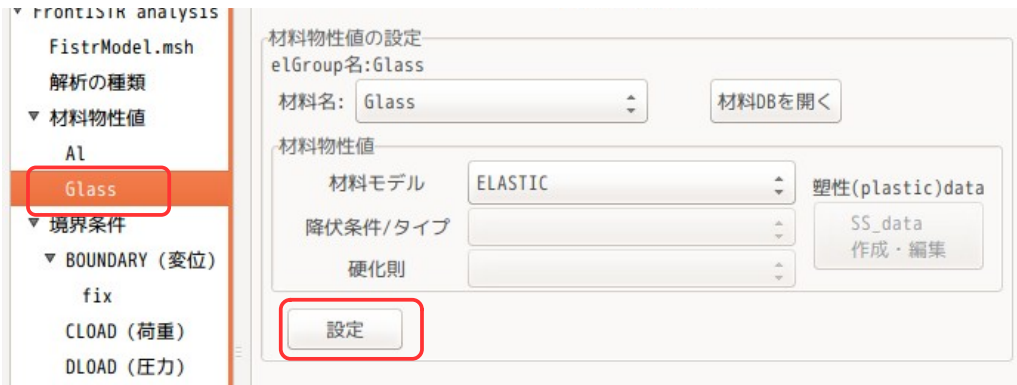 ▼ FrontISTR analysis
FistrModel.msh
解析の種類
▼ 材料物性値
Al
Glass
▼ 境界条件
▼ BOUNDARY (変位)
fix
CLOAD (荷重)
DLOAD (圧力)
材料物性値の設定
elGroup名:Glass
材料名: Glass 材料DBを開く
材料物性値
材料モデル ELASTIC
塑性(plastic)data
降伏条件/タイプ
SS_data
作成・編集
硬化則
設定